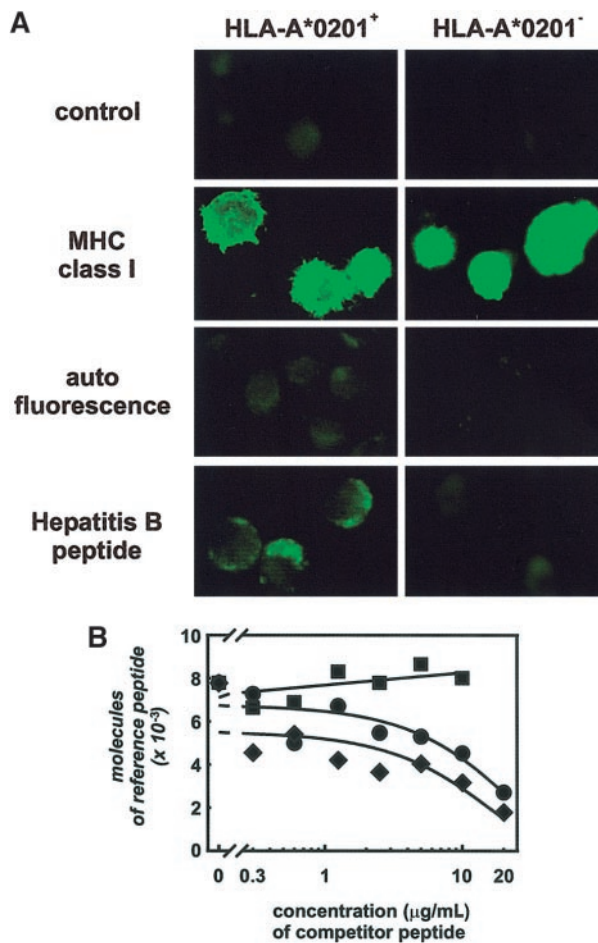 A
HLA-A*0201+ HLA-A*0201-
control
MHC
class I
auto
fluorescence
Hepatitis B
peptide
B
molecules
of reference peptide
(x 10-3)
10
8
6
4
2
0
0 0.3 1 10 20
concentration (μg/mL)
of competitor peptide